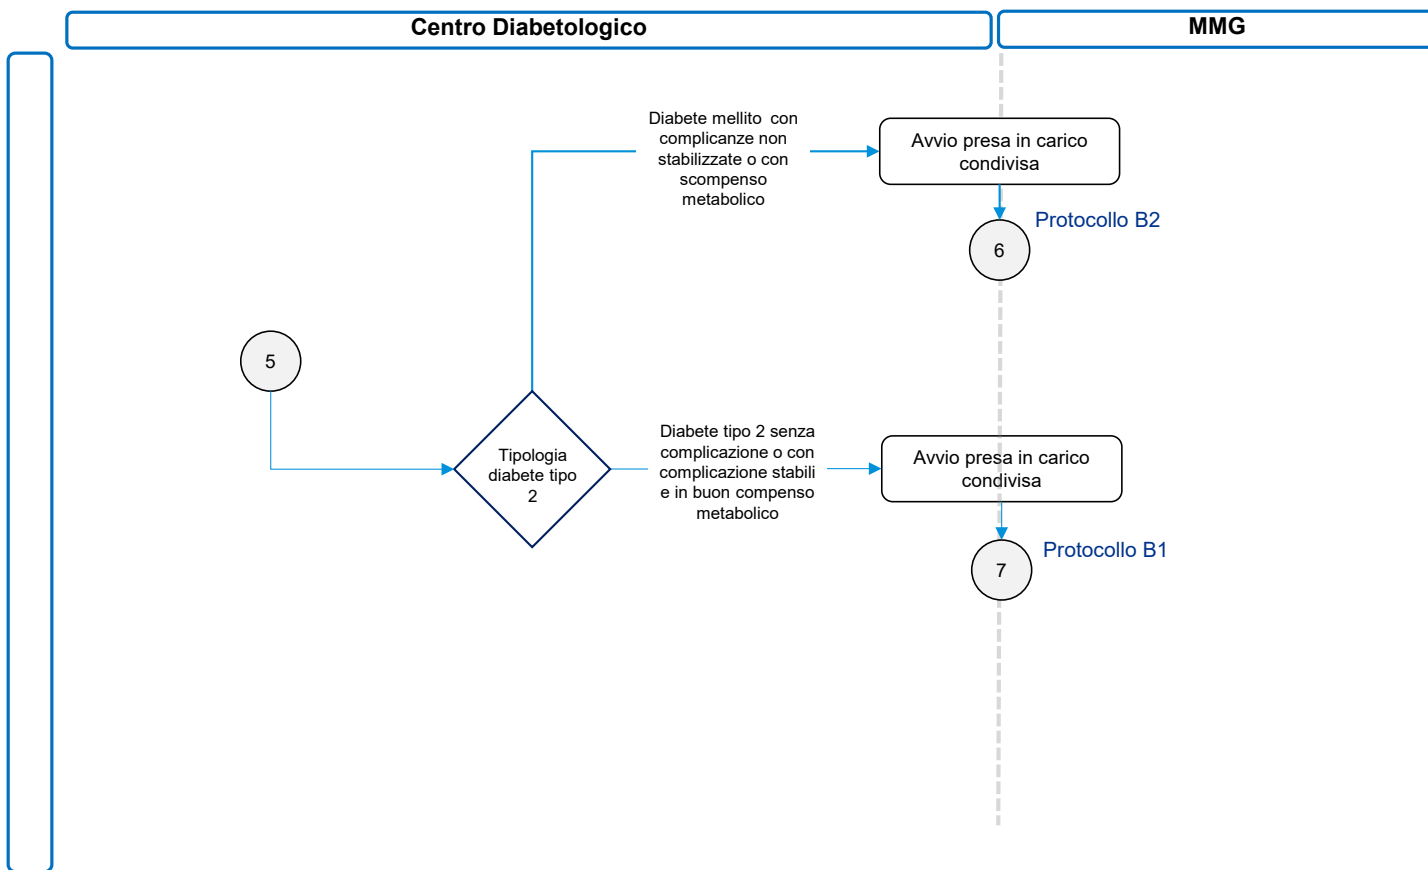 Centro Diabetologico
MMG
Diabete mellito con
complicanze non
stabilizzate o con
scompenso
metabolico
Avvio presa in carico
condivisa
Protocollo B2
6
5
Tipologia
diabete tipo
2
Diabete tipo 2 senza
complicazione o con
complicazione stabili
e in buon compenso
metabolico
Avvio presa in carico
condivisa
Protocollo B1
7